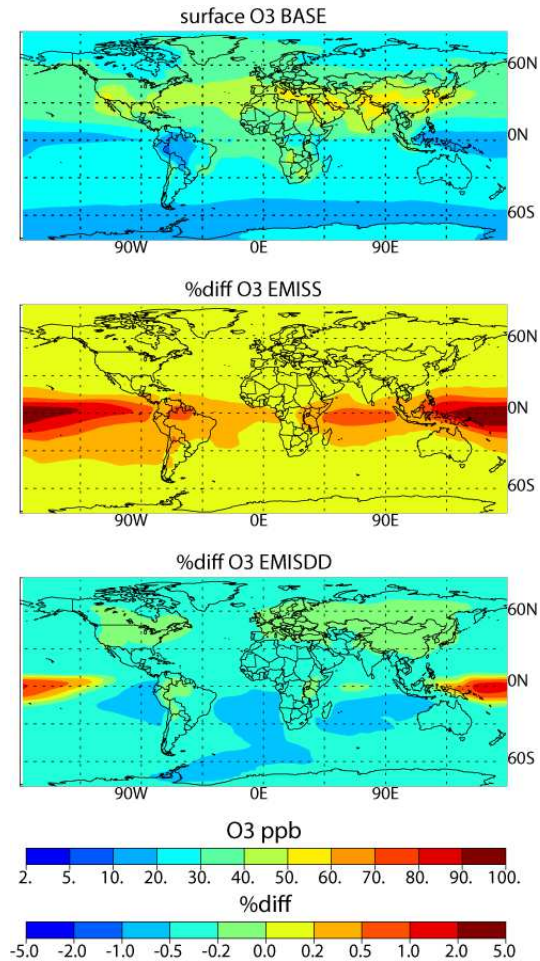 surface O3 BASE
60N
0N
60S
90W 0E 90E
%diff O3 EMISS
60N
0N
60S
90W 0E 90E
%diff O3 EMISDD
60N
0N
60S
90W 0E 90E
O3 ppb
2. 5. 10. 20. 30. 40. 50. 60. 70. 80. 90. 100.
%diff
-5.0 -2.0 -1.0 -0.5 -0.2 0.0 0.2 0.5 1.0 2.0 5.0